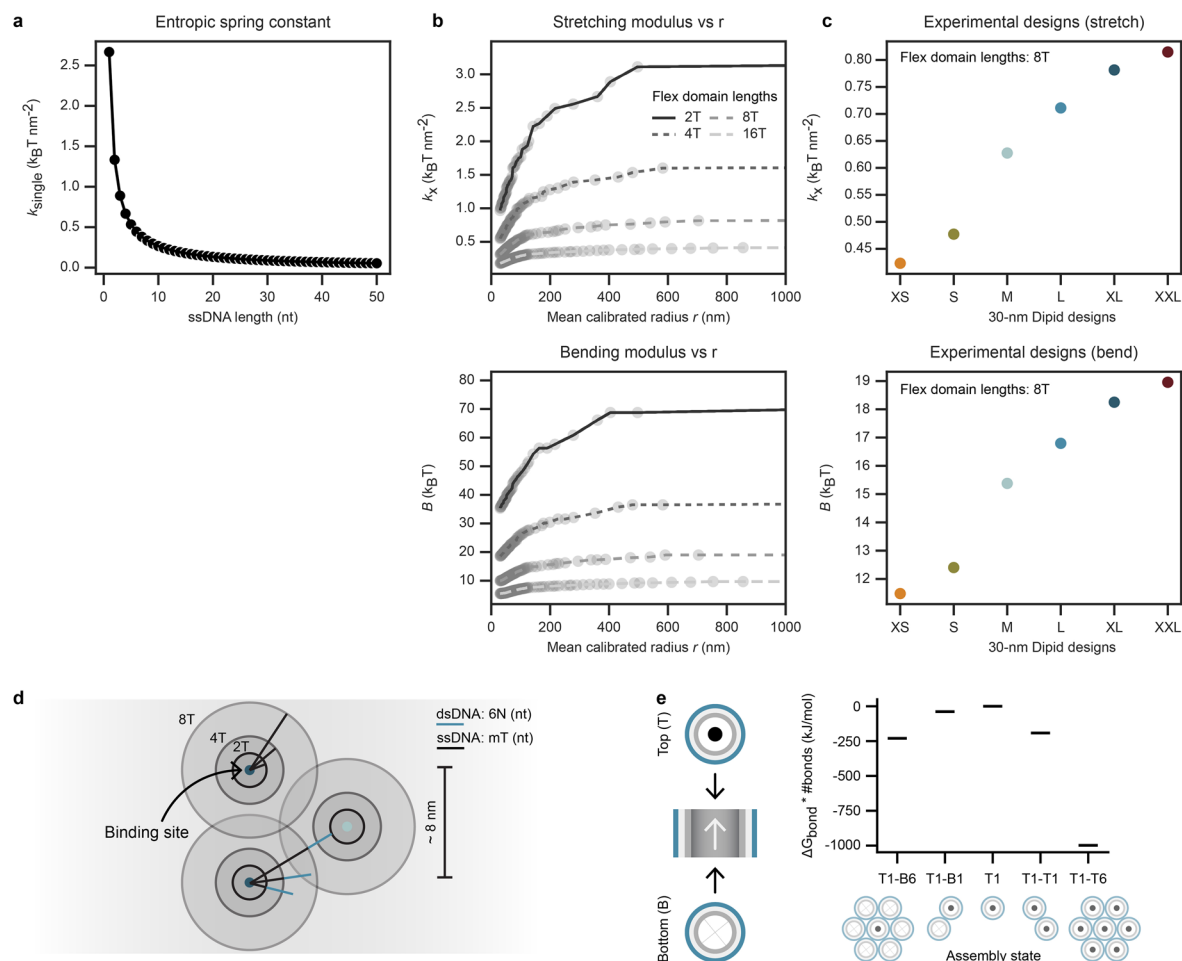 a
Entropic spring constant
k_single (k_BT nm^-2)
2.5
2.0
1.5
1.0
0.5
0.0
0
10
20
30
40
50
ssDNA length (nt)
b
Stretching modulus vs r
k_x (k_BT nm^-2)
3.0
2.5
2.0
1.5
1.0
0.5
Flex domain lengths
2T
8T
4T
16T
0
200
400
600
800
1000
Mean calibrated radius r (nm)
Bending modulus vs r
B (k_BT)
80
70
60
50
40
30
20
10
0
200
400
600
800
1000
Mean calibrated radius r (nm)
c
Experimental designs (stretch)
Flex domain lengths: 8T
k_x (k_BT nm^-2)
0.80
0.75
0.70
0.65
0.60
0.55
0.50
0.45
XS
S
M
L
XL
XXL
30-nm Dipid designs
Experimental designs (bend)
Flex domain lengths: 8T
B (k_BT)
19
18
17
16
15
14
13
12
XS
S
M
L
XL
XXL
30-nm Dipid designs
d
8T
4T
2T
Binding site
dsDNA: 6N (nt)
ssDNA: mT (nt)
~ 8 nm
e
Top (T)
Bottom (B)
ΔG_bond * #bonds (kJ/mol)
0
-250
-500
-750
-1000
T1-B6
T1-B1
T1
T1-T1
T1-T6
Assembly state